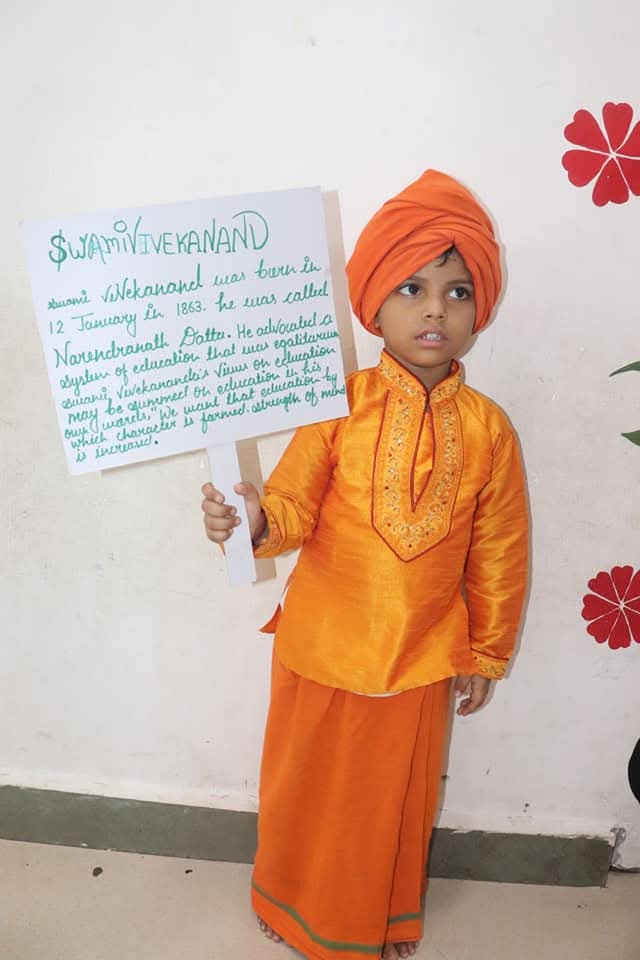 SWAMIVIVEKANAND
swami viVekanand was born in
12 January in 1863. he was called
Narendranath Datta. He advocated a
system of education that was egalitarian
swami Vivekananda's Views on education
may be summed on education in his
own words," We want that education by
which character is formed. strength of mind
is increased.